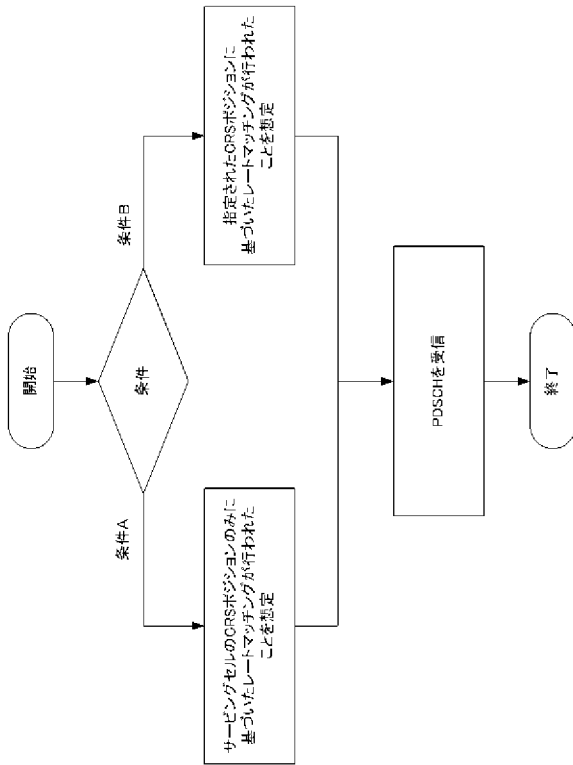 開始
条件
条件A
条件B
サービングセルのCRSポジションのみに
基づいたレートマッチングが行われた
ことを想定
指定されたCRSポジションに
基づいたレートマッチングが行われた
ことを想定
PDSCHを受信
終了